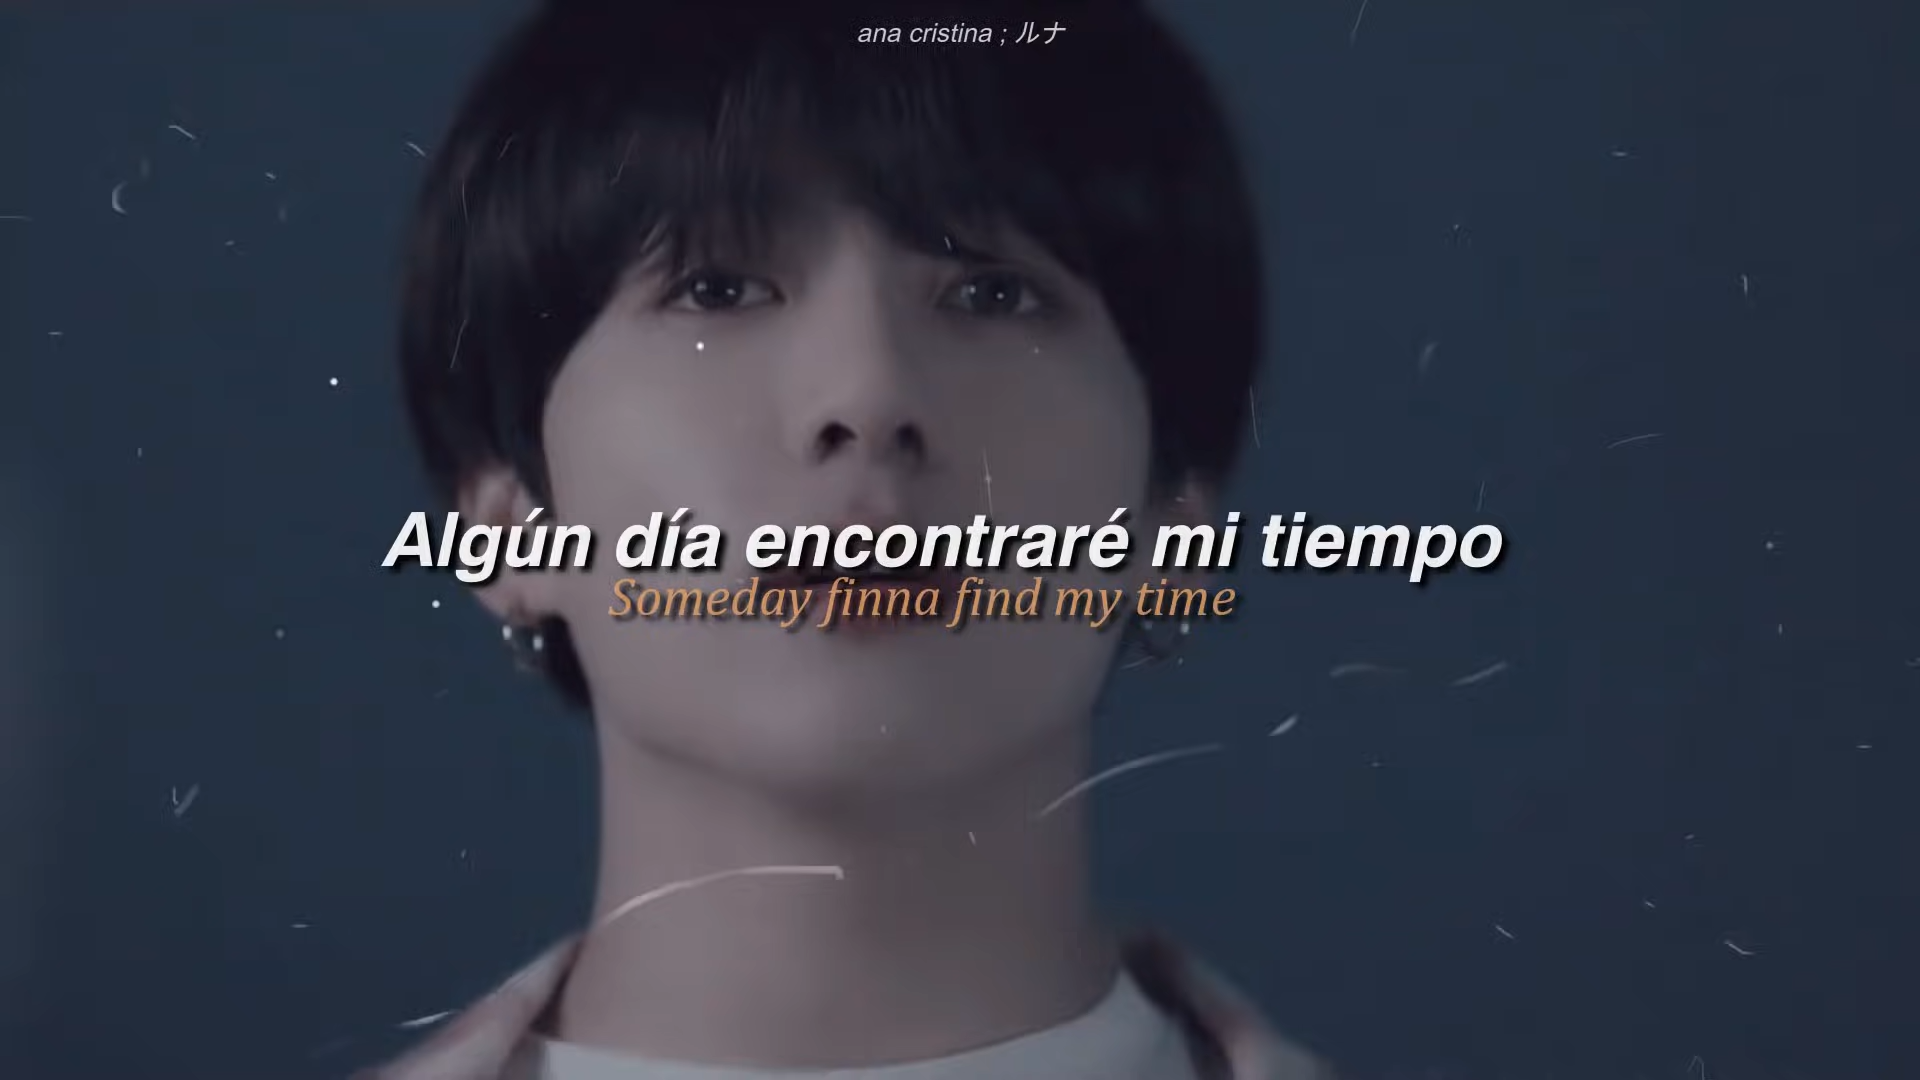 ana cristina ; ルナ
Algún día encontraré mi tiempo
Someday finna find my time